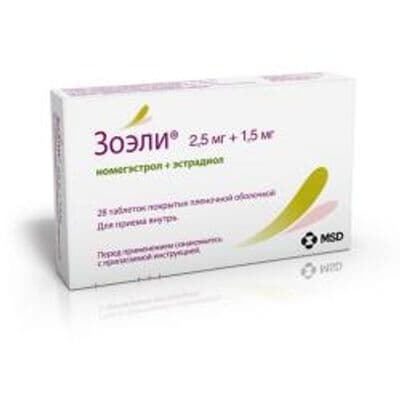 Зоэли® 2,5 мг + 1,5 мг
номегэстрол + эстрадиол
28 таблеток покрытых пленочной оболочкой
Для приема внутрь.
Перед применением ознакомьтесь
с прилагаемой инструкцией.
MSD